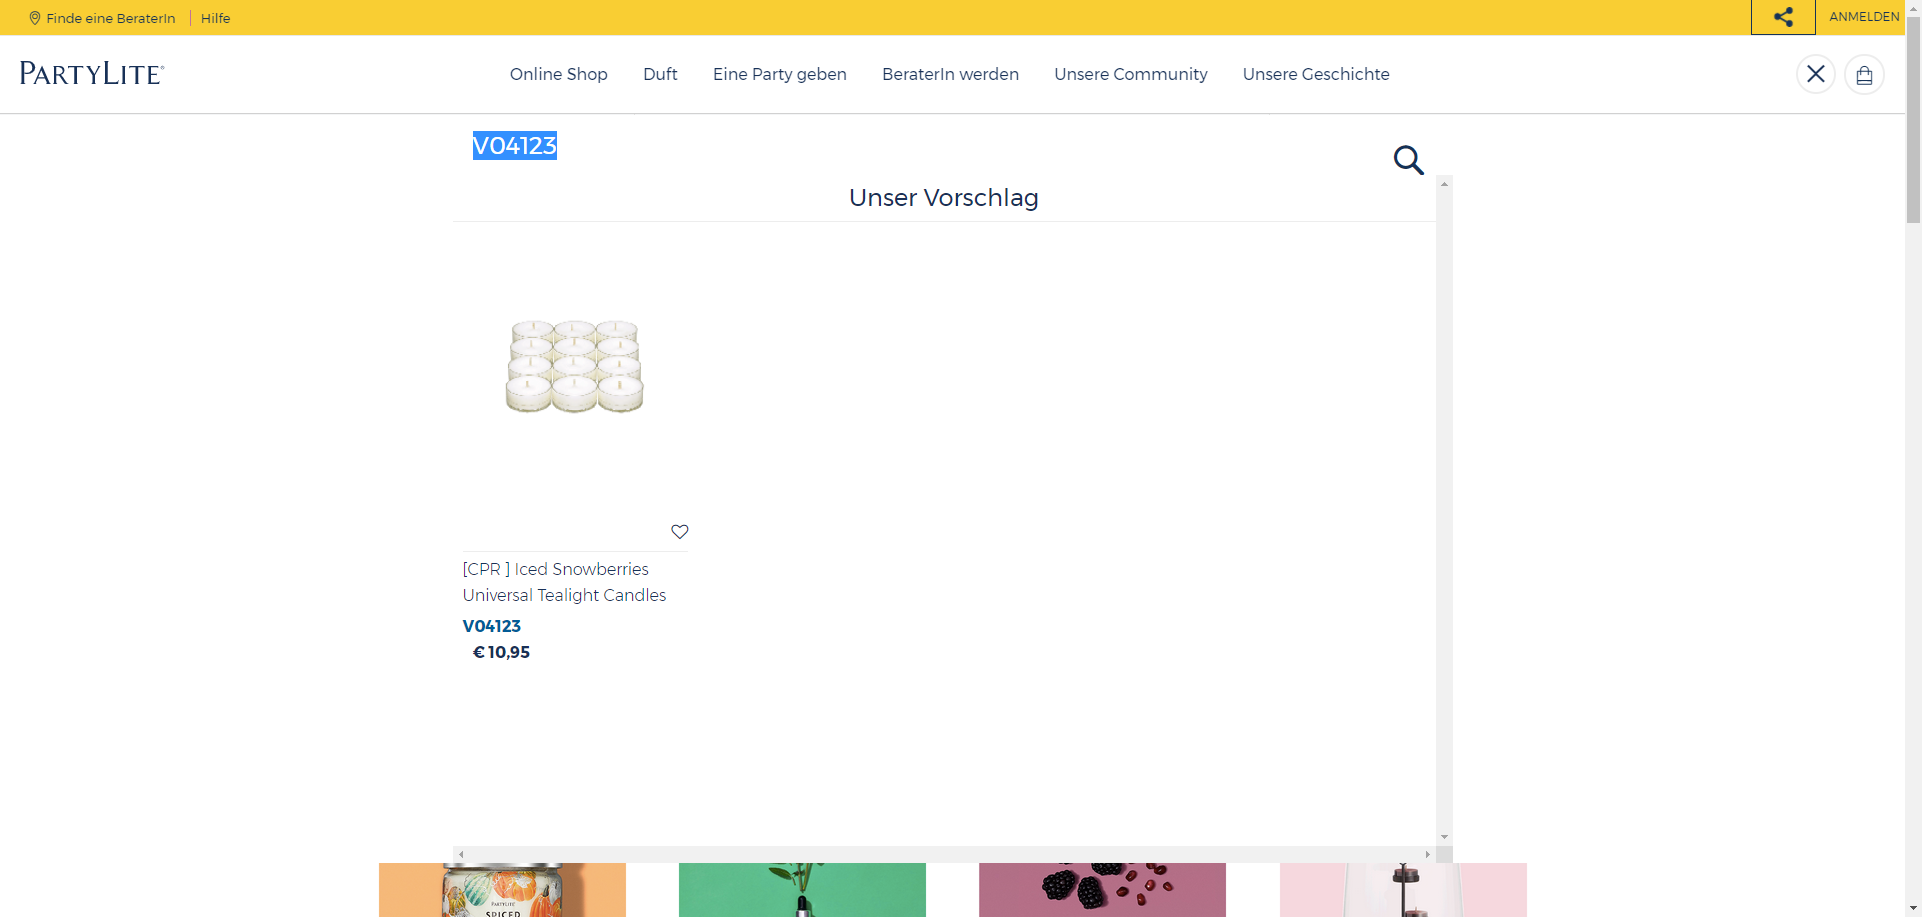 Finde eine BeraterIn
Hilfe
ANMELDEN
PARTYLITE®
Online Shop
Duft
Eine Party geben
BeraterIn werden
Unsere Community
Unsere Geschichte
V04123
Unser Vorschlag
[CPR ] Iced Snowberries
Universal Tealight Candles
V04123
€ 10,95
PARTYLITE
SPICED